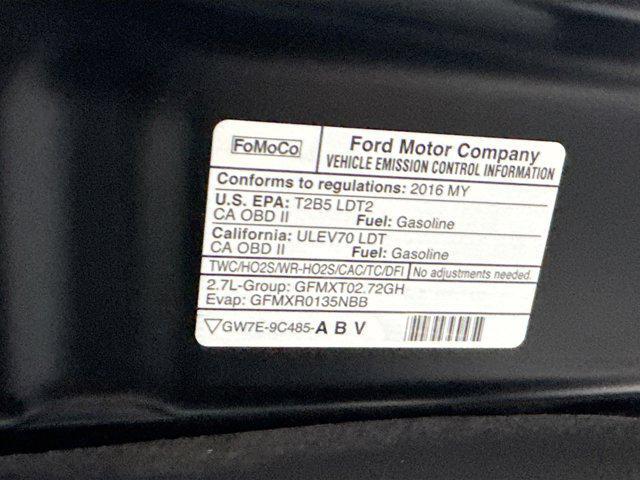 FoMoCo
Ford Motor Company
VEHICLE EMISSION CONTROL INFORMATION
Conforms to regulations: 2016 MY
U.S. EPA: T2B5 LDT2
CA OBD II Fuel: Gasoline
California: ULEV70 LDT
CA OBD II Fuel: Gasoline
TWC/HO2S/WR-HO2S/CAC/TC/DFI No adjustments needed.
2.7L-Group: GFMXT02.72GH
Evap: GFMXR0135NBB
GW7E-9C485-A B V